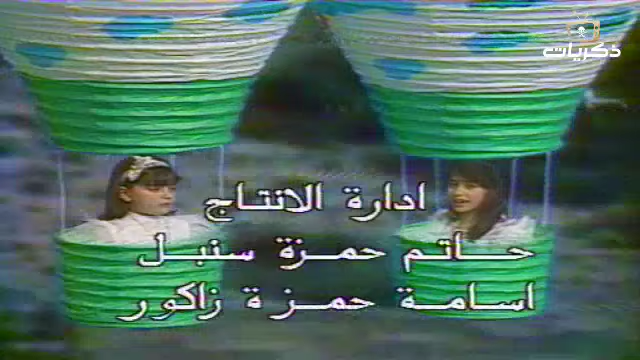 ذكريات
ادارة الانتاج
حاتم حمزة سنبل
اسامة حمزة زاكور